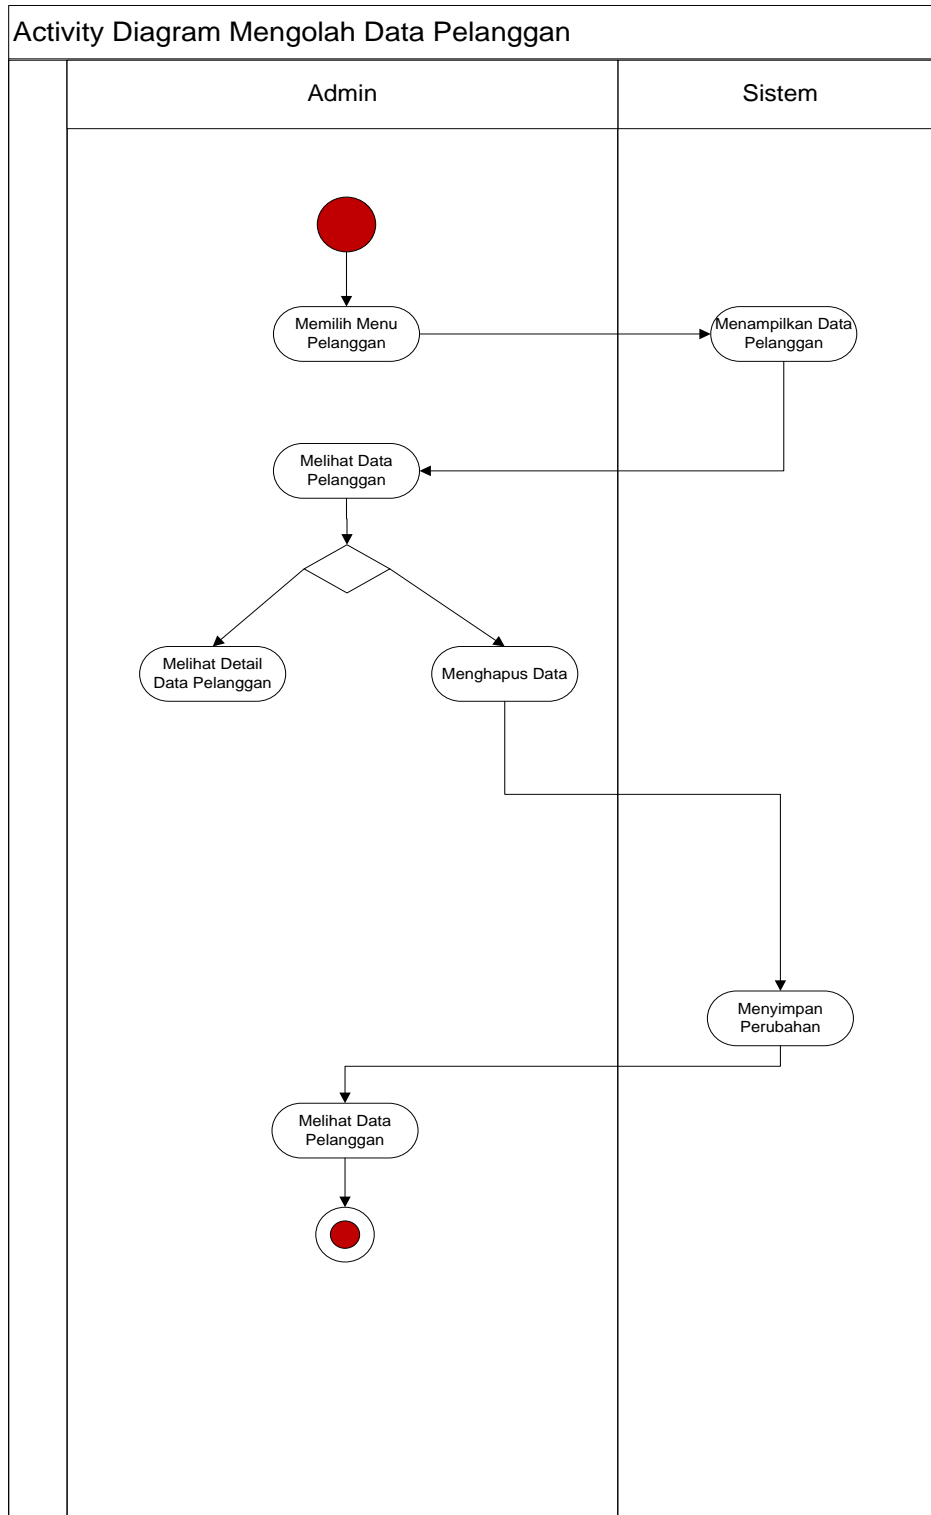 Activity Diagram Mengolah Data Pelanggan
Admin
Sistem
Memilih Menu
Pelanggan
Menampilkan Data
Pelanggan
Melihat Data
Pelanggan
Melihat Detail
Data Pelanggan
Menghapus Data
Menyimpan
Perubahan
Melihat Data
Pelanggan